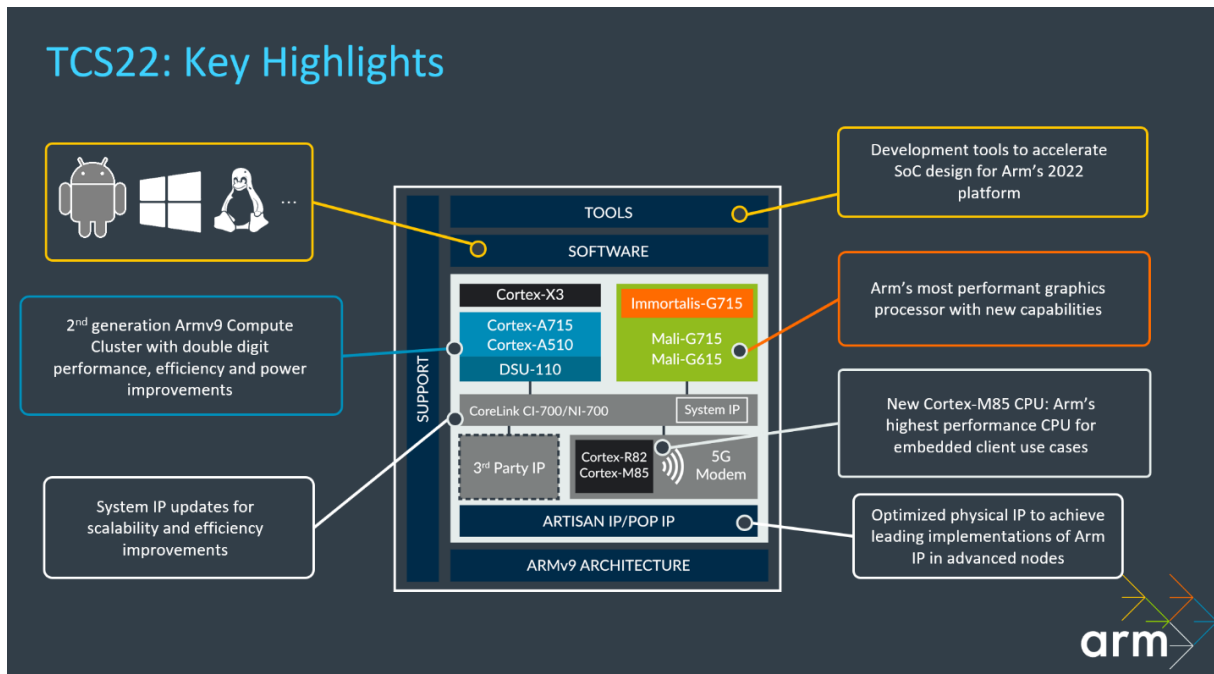 TCS22: Key Highlights
...
2nd generation Armv9 Compute
Cluster with double digit
performance, efficiency and power
improvements
System IP updates for
scalability and efficiency
improvements
SUPPORT
TOOLS
SOFTWARE
Cortex-X3
Cortex-A715
Cortex-A510
DSU-110
Immortalis-G715
Mali-G715
Mali-G615
CoreLink CI-700/NI-700
System IP
3rd Party IP
Cortex-R82
Cortex-M85
5G
Modem
ARTISAN IP/POP IP
ARMv9 ARCHITECTURE
Development tools to accelerate
SoC design for Arm's 2022
platform
Arm's most performant graphics
processor with new capabilities
New Cortex-M85 CPU: Arm's
highest performance CPU for
embedded client use cases
Optimized physical IP to achieve
leading implementations of Arm
IP in advanced nodes
arm